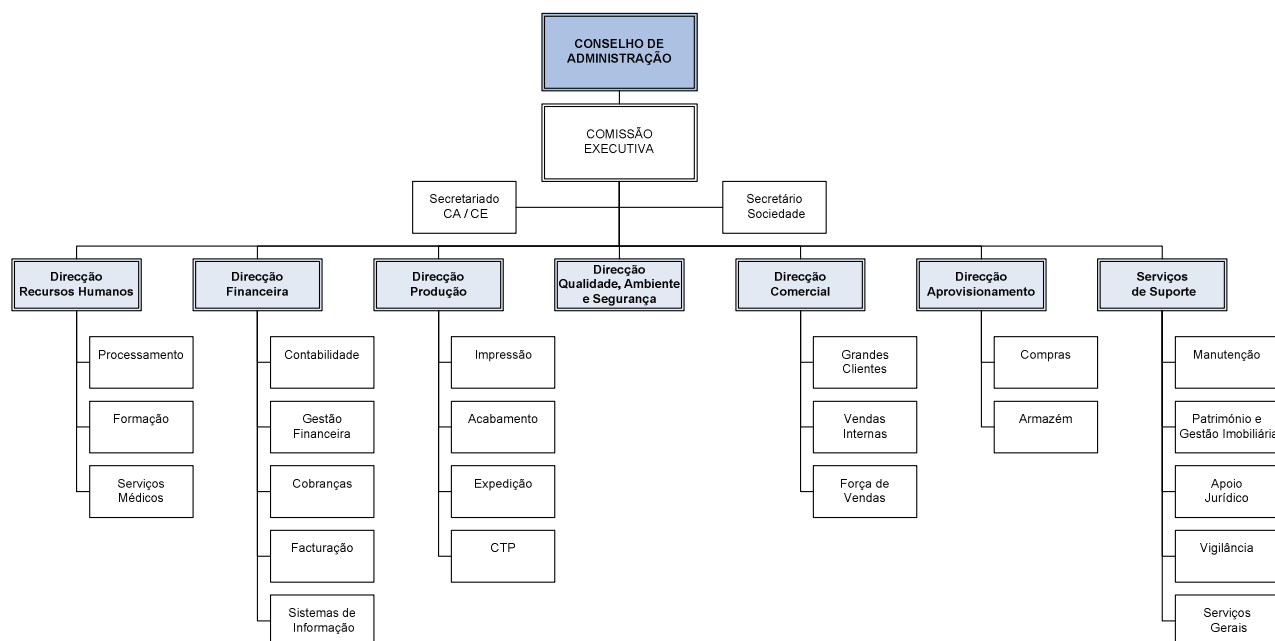 CONSELHO DE
ADMINISTRAÇÃO
COMISSÃO
EXECUTIVA
Secretariado
CA / CE
Secretário
Sociedade
Direcção
Recursos Humanos
Direcção
Financeira
Direcção
Produção
Direcção
Qualidade, Ambiente
e Segurança
Direcção
Comercial
Direcção
Aprovisionamento
Serviços
de Suporte
Processamento
Formação
Serviços
Médicos
Contabilidade
Gestão
Financeira
Cobranças
Facturação
Sistemas de
Informação
Impressão
Acabamento
Expedição
CTP
Grandes
Clientes
Vendas
Internas
Força de
Vendas
Compras
Armazém
Manutenção
Património e
Gestão Imobiliária
Apoio
Jurídico
Vigilância
Serviços
Gerais